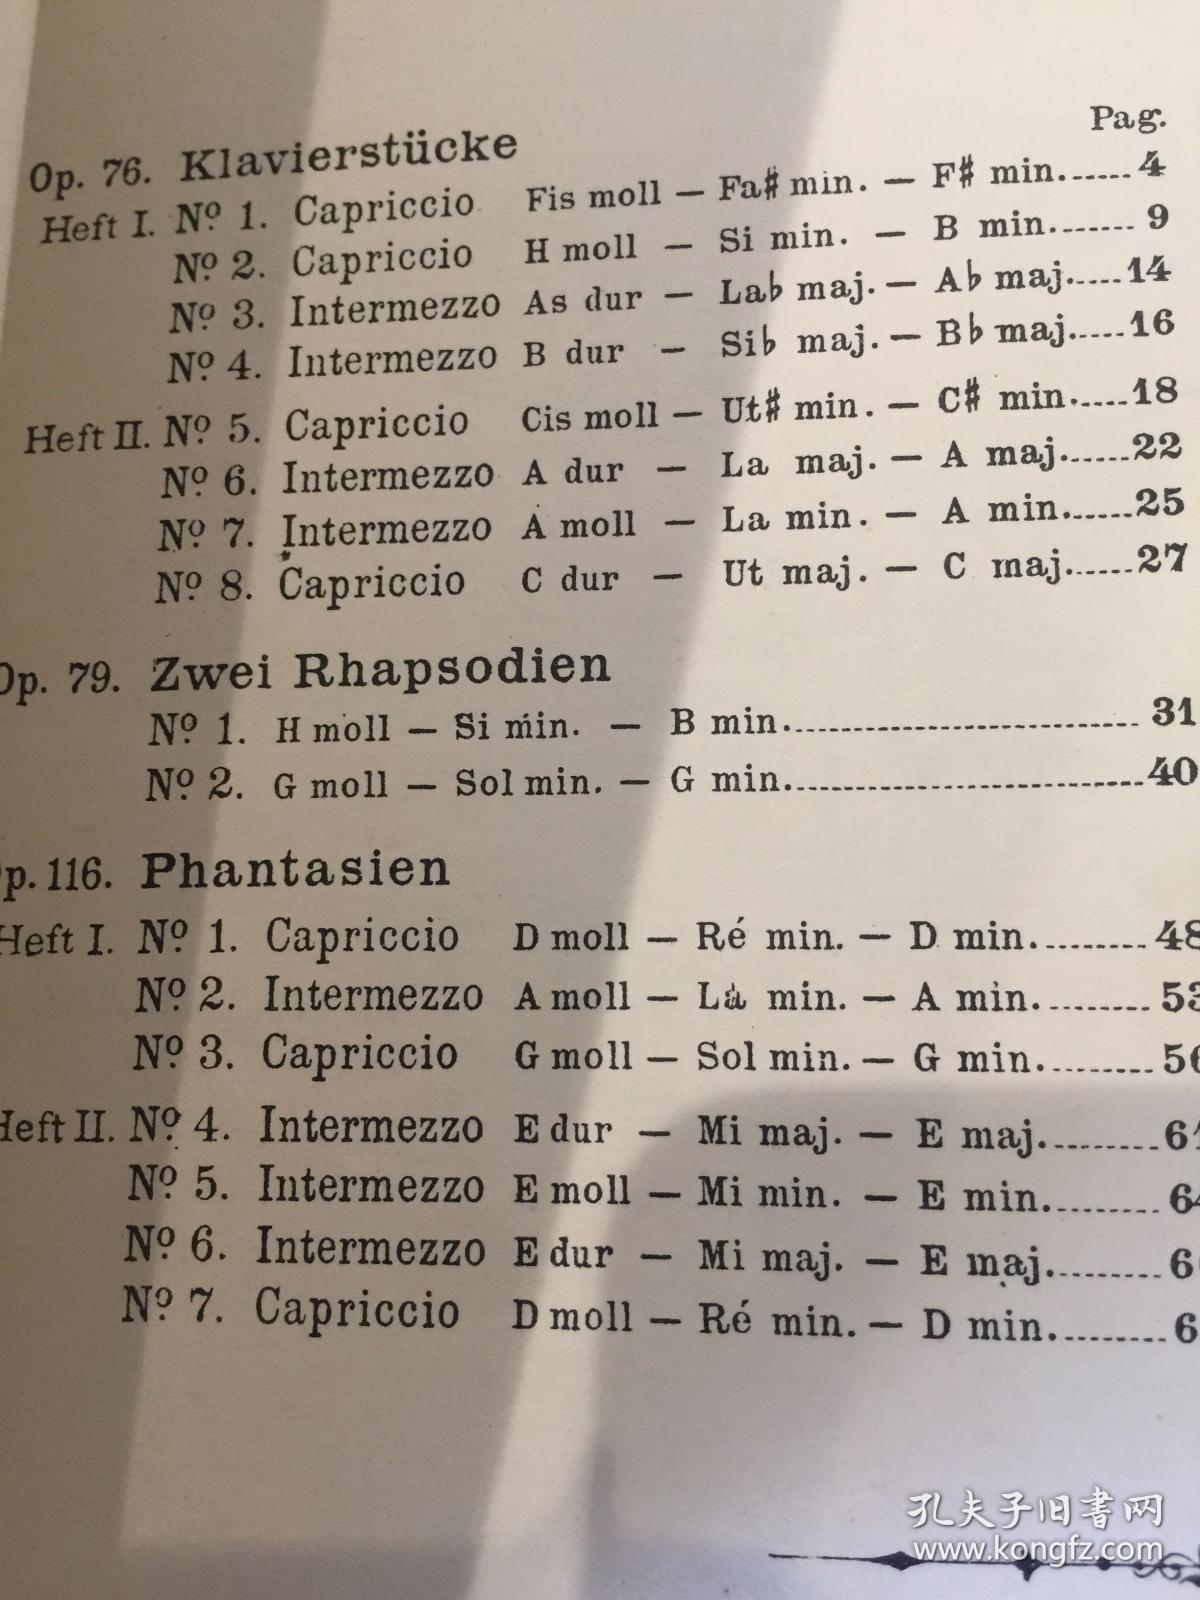 Pag.
Op. 76. Klavierstücke
Heft I. No 1. Capriccio Fis moll — Fa♯ min. — F♯ min. 4
No 2. Capriccio H moll — Si min. — B min. 9
No 3. Intermezzo As dur — La♭ maj. — A♭ maj. 14
No 4. Intermezzo B dur — Si♭ maj. — B♭ maj. 16
Heft II. No 5. Capriccio Cis moll — Ut♯ min. — C♯ min. 18
No 6. Intermezzo A dur — La maj. — A maj. 22
No 7. Intermezzo A moll — La min. — A min. 25
No 8. Capriccio C dur — Ut maj. — C maj. 27
Op. 79. Zwei Rhapsodien
No 1. H moll — Si min. — B min. 31
No 2. G moll — Sol min. — G min. 40
p. 116. Phantasien
Heft I. No 1. Capriccio D moll — Ré min. — D min. 48
No 2. Intermezzo A moll — La min. — A min. 53
No 3. Capriccio G moll — Sol min. — G min. 56
Heft II. No 4. Intermezzo E dur — Mi maj. — E maj. 61
No 5. Intermezzo E moll — Mi min. — E min. 64
No 6. Intermezzo E dur — Mi maj. — E maj. 6
No 7. Capriccio D moll — Ré min. — D min. 6
孔夫子旧书网
www.kongfz.com